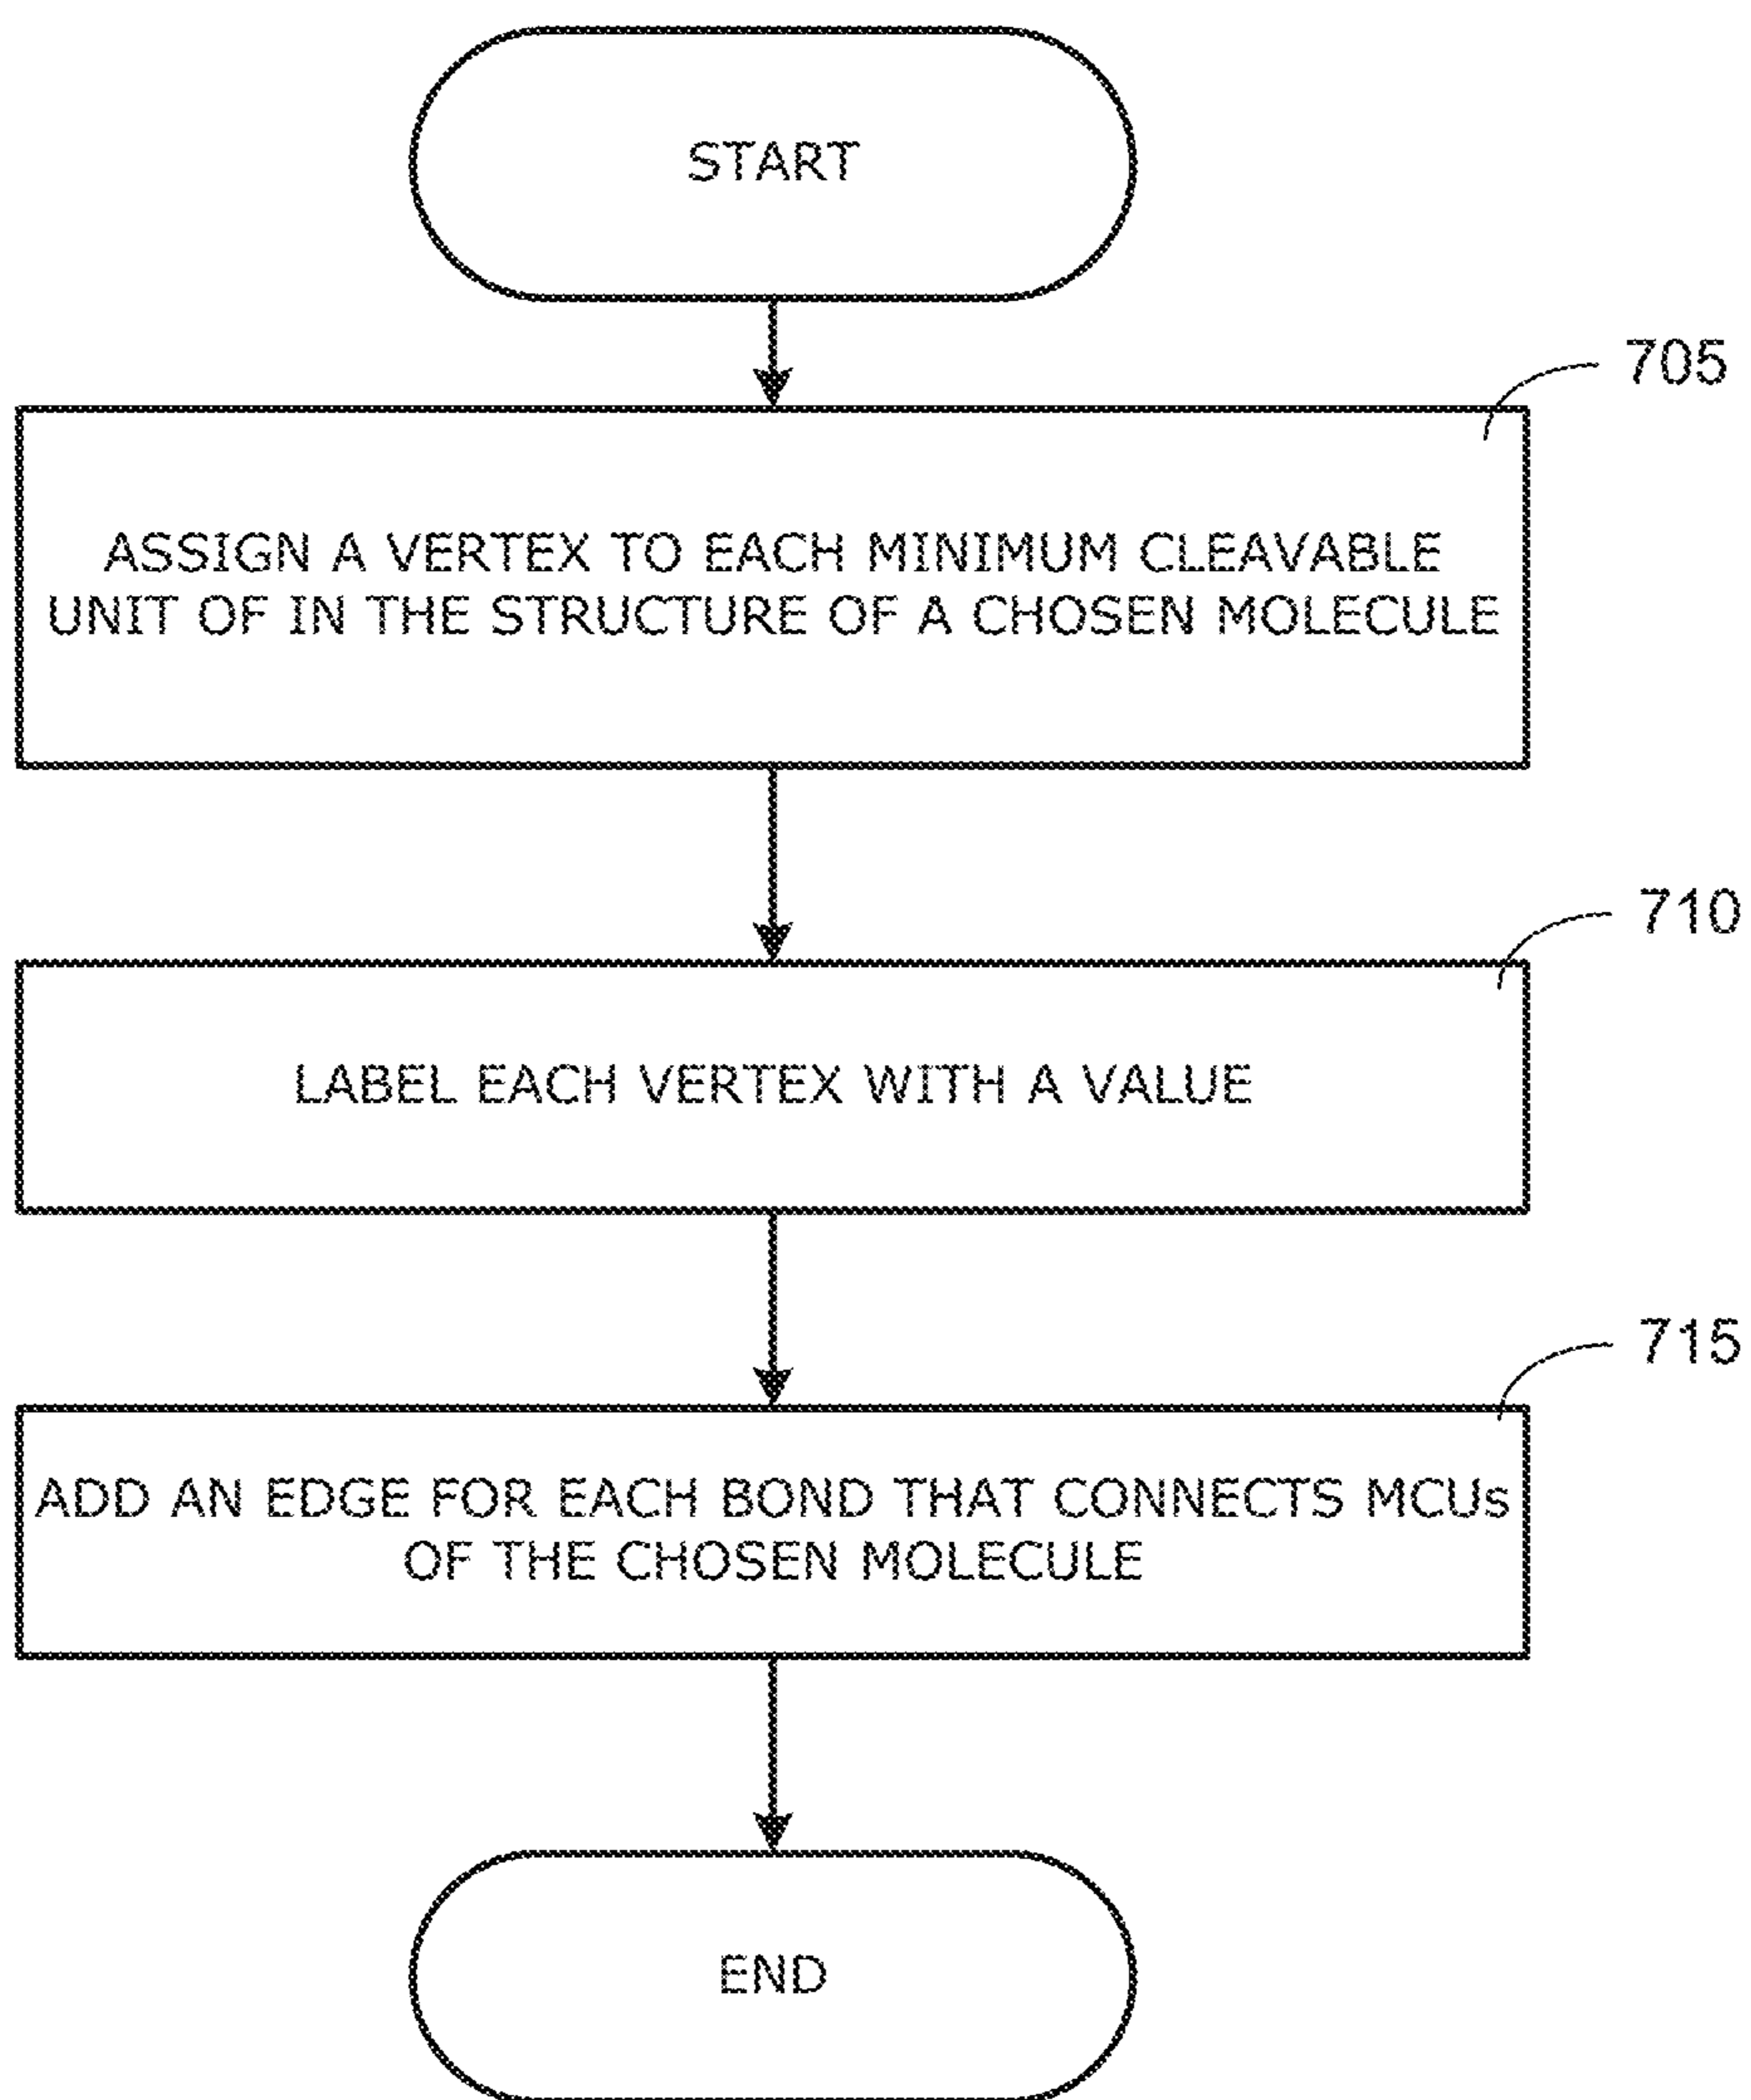 START
705
ASSIGN A VERTEX TO EACH MINIMUM CLEAVABLE
UNIT OF IN THE STRUCTURE OF A CHOSEN MOLECULE
710
LABEL EACH VERTEX WITH A VALUE
715
ADD AN EDGE FOR EACH BOND THAT CONNECTS MCUs
OF THE CHOSEN MOLECULE
END